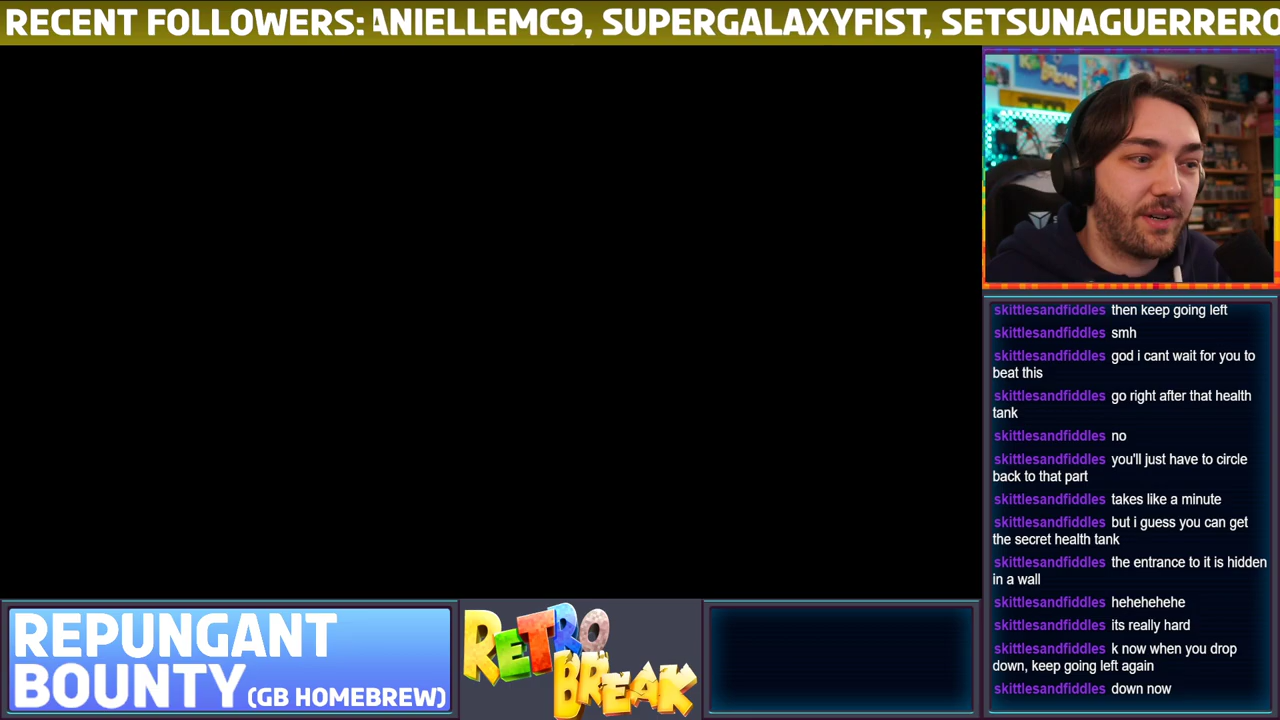 RECENT FOLLOWERS: ANIELLEMC9, SUPERGALAXYFIST, SETSUNAGUERRERO
skittlesandfiddles then keep going left
skittlesandfiddles smh
skittlesandfiddles god i cant wait for you to
beat this
skittlesandfiddles go right after that health
tank
skittlesandfiddles no
skittlesandfiddles you'll just have to circle
back to that part
skittlesandfiddles takes like a minute
skittlesandfiddles but i guess you can get
the secret health tank
skittlesandfiddles the entrance to it is hidden
in a wall
skittlesandfiddles hehehehehe
skittlesandfiddles its really hard
skittlesandfiddles k now when you drop
down, keep going left again
skittlesandfiddles down now
REPUNGANT
BOUNTY (GB HOMEBREW)
RETRO
BREAK